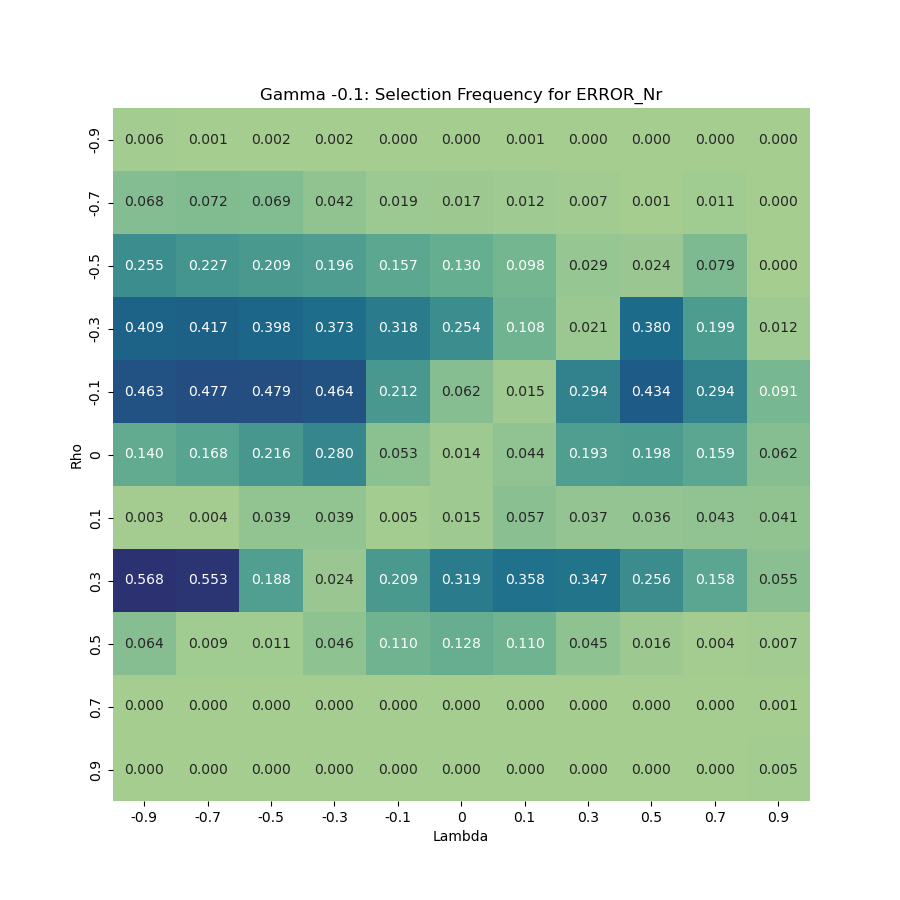 Gamma -0.1: Selection Frequency for ERROR_Nr
-0.9 0.006 0.001 0.002 0.002 0.000 0.000 0.001 0.000 0.000 0.000 0.000
-0.7 0.068 0.072 0.069 0.042 0.019 0.017 0.012 0.007 0.001 0.011 0.000
-0.5 0.255 0.227 0.209 0.196 0.157 0.130 0.098 0.029 0.024 0.079 0.000
-0.3 0.409 0.417 0.398 0.373 0.318 0.254 0.108 0.021 0.380 0.199 0.012
-0.1 0.463 0.477 0.479 0.464 0.212 0.062 0.015 0.294 0.434 0.294 0.091
Rho
0 0.140 0.168 0.216 0.280 0.053 0.014 0.044 0.193 0.198 0.159 0.062
0.1 0.003 0.004 0.039 0.039 0.005 0.015 0.057 0.037 0.036 0.043 0.041
0.3 0.568 0.553 0.188 0.024 0.209 0.319 0.358 0.347 0.256 0.158 0.055
0.5 0.064 0.009 0.011 0.046 0.110 0.128 0.110 0.045 0.016 0.004 0.007
0.7 0.000 0.000 0.000 0.000 0.000 0.000 0.000 0.000 0.000 0.000 0.001
0.9 0.000 0.000 0.000 0.000 0.000 0.000 0.000 0.000 0.000 0.000 0.005
-0.9 -0.7 -0.5 -0.3 -0.1 0 0.1 0.3 0.5 0.7 0.9
Lambda